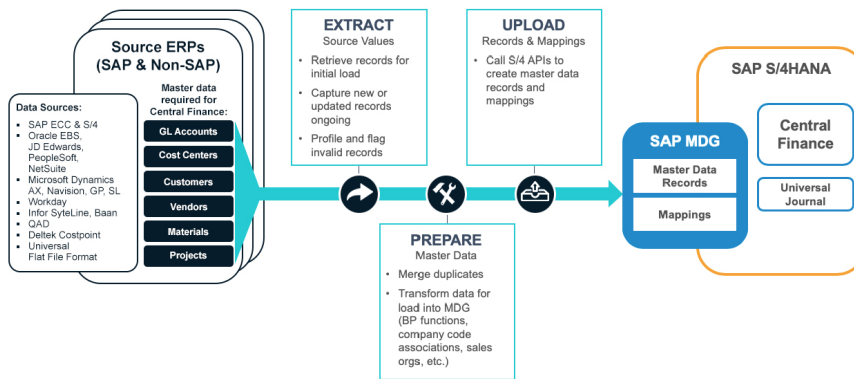 Source ERPs
(SAP & Non-SAP)
Data Sources:
• SAP ECC & S/4
• Oracle EBS,
JD Edwards,
PeopleSoft,
NetSuite
• Microsoft Dynamics
AX, Navision, GP, SL
• Workday
• Infor SyteLine, Baan
• QAD
• Deltek Costpoint
• Universal
Flat File Format
Master data
required for
Central Finance:
GL Accounts
Cost Centers
Customers
Vendors
Materials
Projects
EXTRACT
Source Values
• Retrieve records for
initial load
• Capture new or
updated records
ongoing
• Profile and flag
invalid records
PREPARE
Master Data
• Merge duplicates
• Transform data for
load into MDG
(BP functions,
company code
associations, sales
orgs, etc.)
UPLOAD
Records & Mappings
• Call S/4 APIs to
create master data
records and
mappings
SAP S/4HANA
SAP MDG
Master Data
Records
Mappings
Central
Finance
Universal
Journal